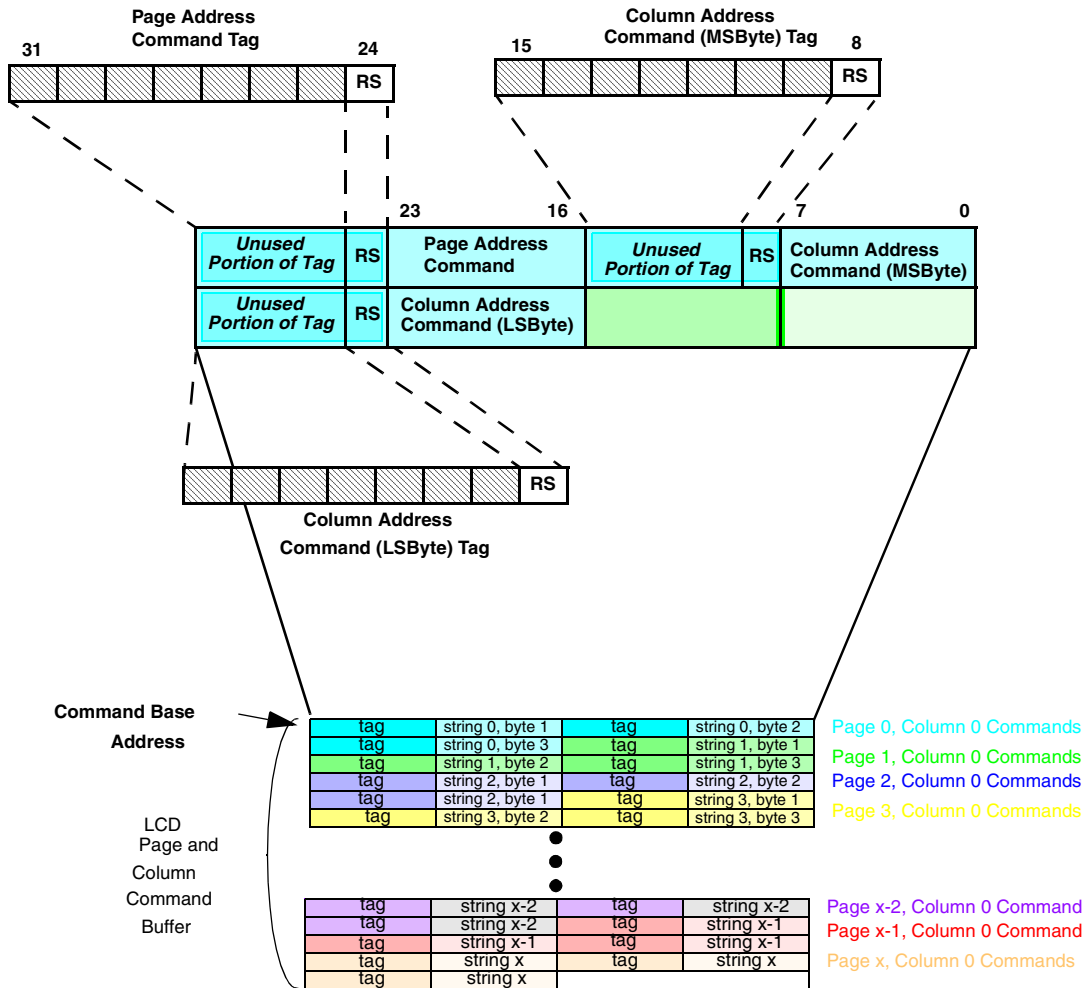 Page Address
Command Tag
Column Address
Command (MSByte) Tag
31
24
15
8
RS
RS
23
16
7
0
Unused
Portion of Tag
RS
Page Address
Command
Unused
Portion of Tag
RS
Column Address
Command (MSByte)
Unused
Portion of Tag
RS
Column Address
Command (LSByte)
RS
Column Address
Command (LSByte) Tag
Command Base
Address
tag string 0, byte 1 tag string 0, byte 2 Page 0, Column 0 Commands
tag string 0, byte 3 tag string 1, byte 1
tag string 1, byte 2 tag string 1, byte 3 Page 1, Column 0 Commands
tag string 2, byte 1 tag string 2, byte 2 Page 2, Column 0 Commands
tag string 2, byte 1 tag string 3, byte 1
tag string 3, byte 2 tag string 3, byte 3 Page 3, Column 0 Commands
LCD
Page and
Column
Command
Buffer
tag string x-2 tag string x-2 Page x-2, Column 0 Command
tag string x-2 tag string x-1 Page x-1, Column 0 Command
tag string x-1 tag string x-1
tag string x tag string x Page x, Column 0 Commands
tag string x